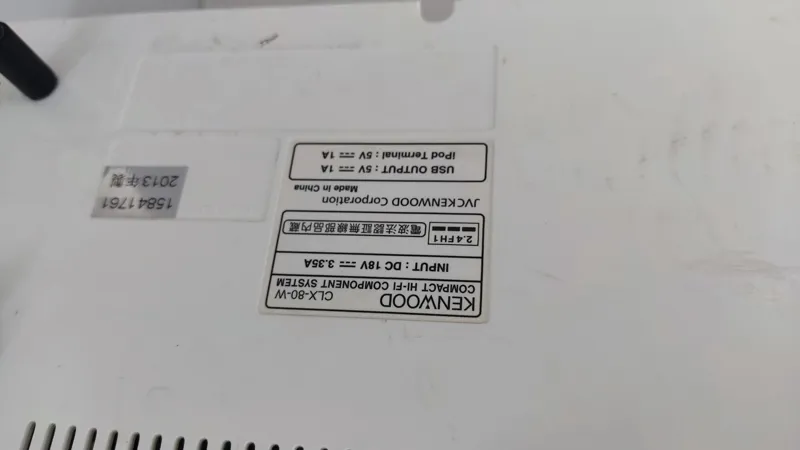 KENWOOD CLX-80-W
COMPACT HI-FI COMPONENT SYSTEM
INPUT : DC 18V ⎓ 3.35A
2.4FH1
電波法認証無線部品内蔵
JVCKENWOOD Corporation
Made in China
USB OUTPUT : 5V ⎓ 1A
iPod Terminal : 5V ⎓ 1A
15841761
2013年製